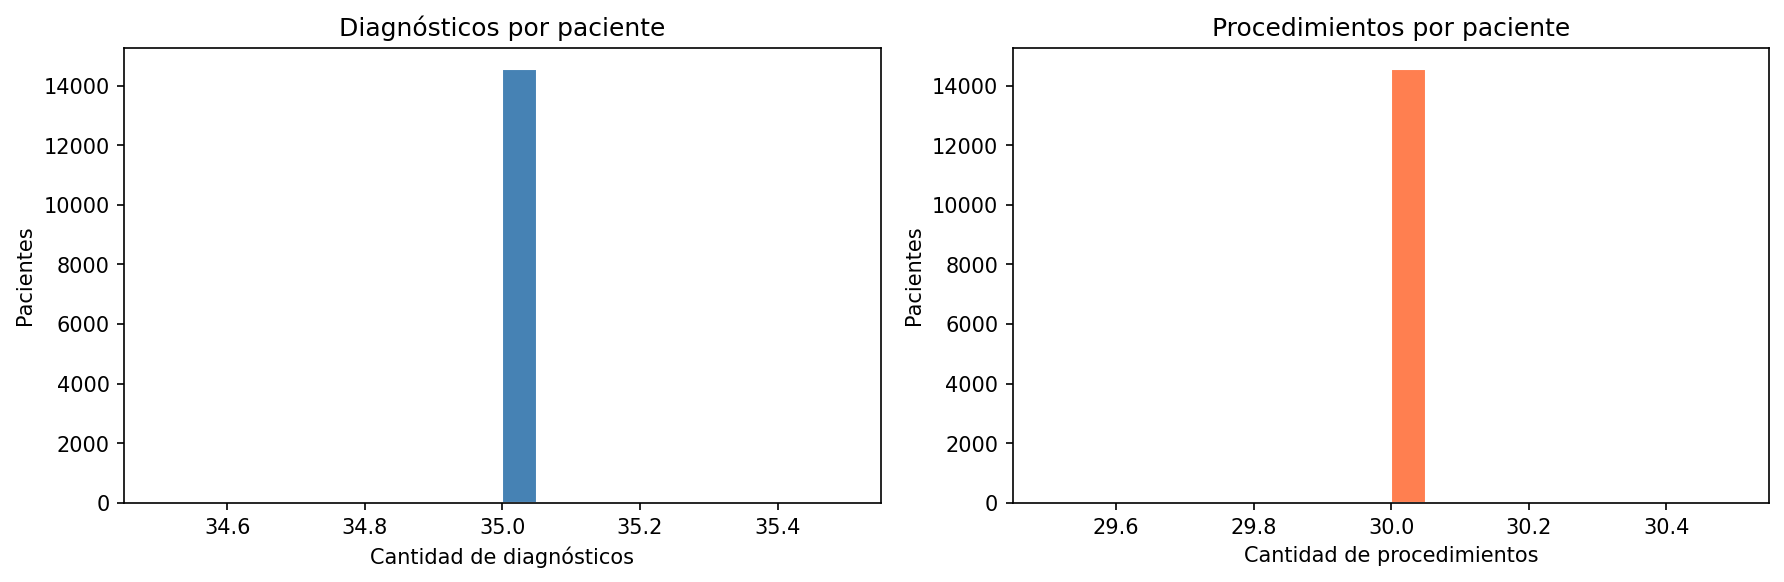 Diagnósticos por paciente
14000
12000
10000
8000
6000
4000
2000
0
Pacientes
34.6 34.8 35.0 35.2 35.4
Cantidad de diagnósticos
Procedimientos por paciente
14000
12000
10000
8000
6000
4000
2000
0
Pacientes
29.6 29.8 30.0 30.2 30.4
Cantidad de procedimientos